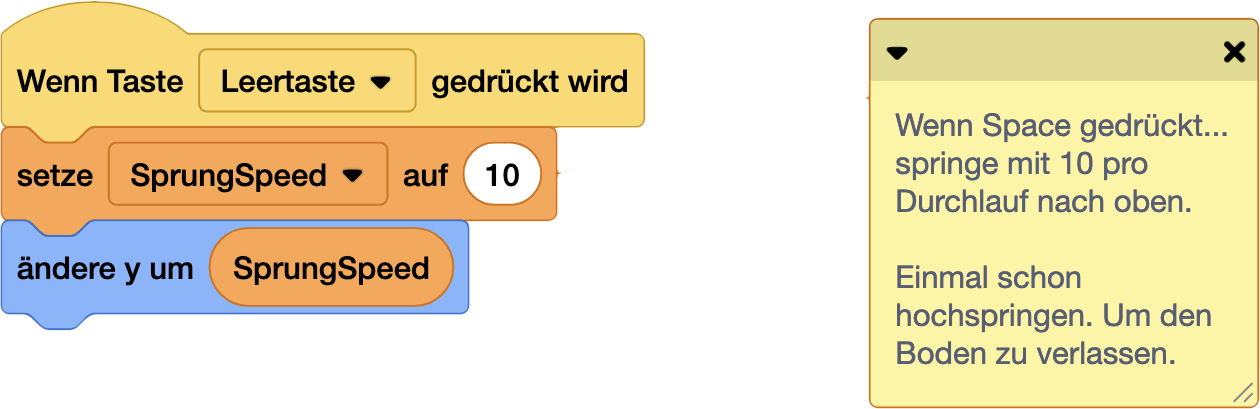 Wenn Taste Leertaste gedrückt wird
setze SprungSpeed auf 10
ändere y um SprungSpeed
Wenn Space gedrückt...
springe mit 10 pro
Durchlauf nach oben.
Einmal schon
hochspringen. Um den
Boden zu verlassen.